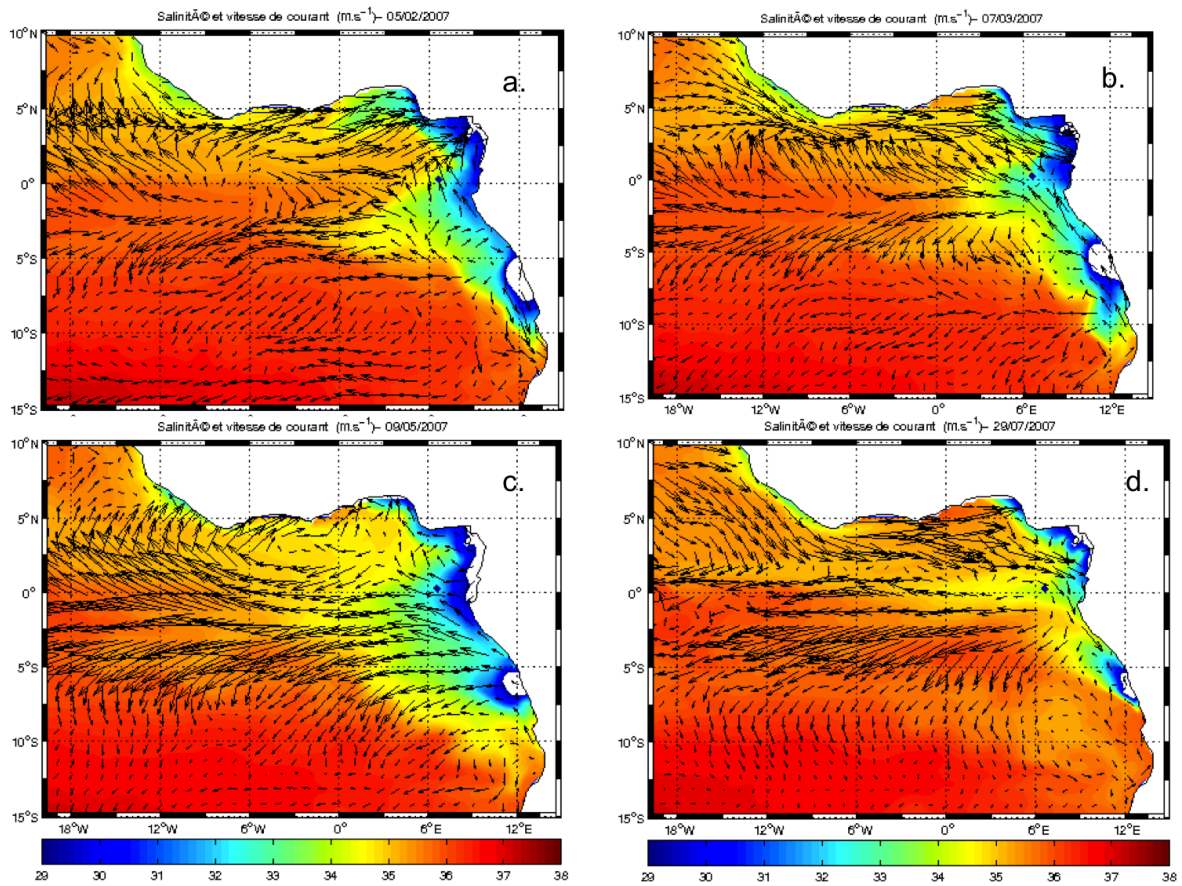 SalinitÃ© et vitesse de courant (m.s⁻¹)– 05/02/2007
SalinitÃ© et vitesse de courant (m.s⁻¹)– 07/03/2007
a.
b.
10°N
5°N
0°
5°S
10°S
15°S
10°N
5°N
0°
5°S
10°S
15°S
18°W 12°W 6°W 0° 6°E 12°E
SalinitÃ© et vitesse de courant (m.s⁻¹)– 09/05/2007
SalinitÃ© et vitesse de courant (m.s⁻¹)– 29/07/2007
c.
d.
10°N
5°N
0°
5°S
10°S
15°S
10°N
5°N
0°
5°S
10°S
15°S
18°W 12°W 6°W 0° 6°E 12°E
18°W 12°W 6°W 0° 6°E 12°E
29 30 31 32 33 34 35 36 37 38
29 30 31 32 33 34 35 36 37 38